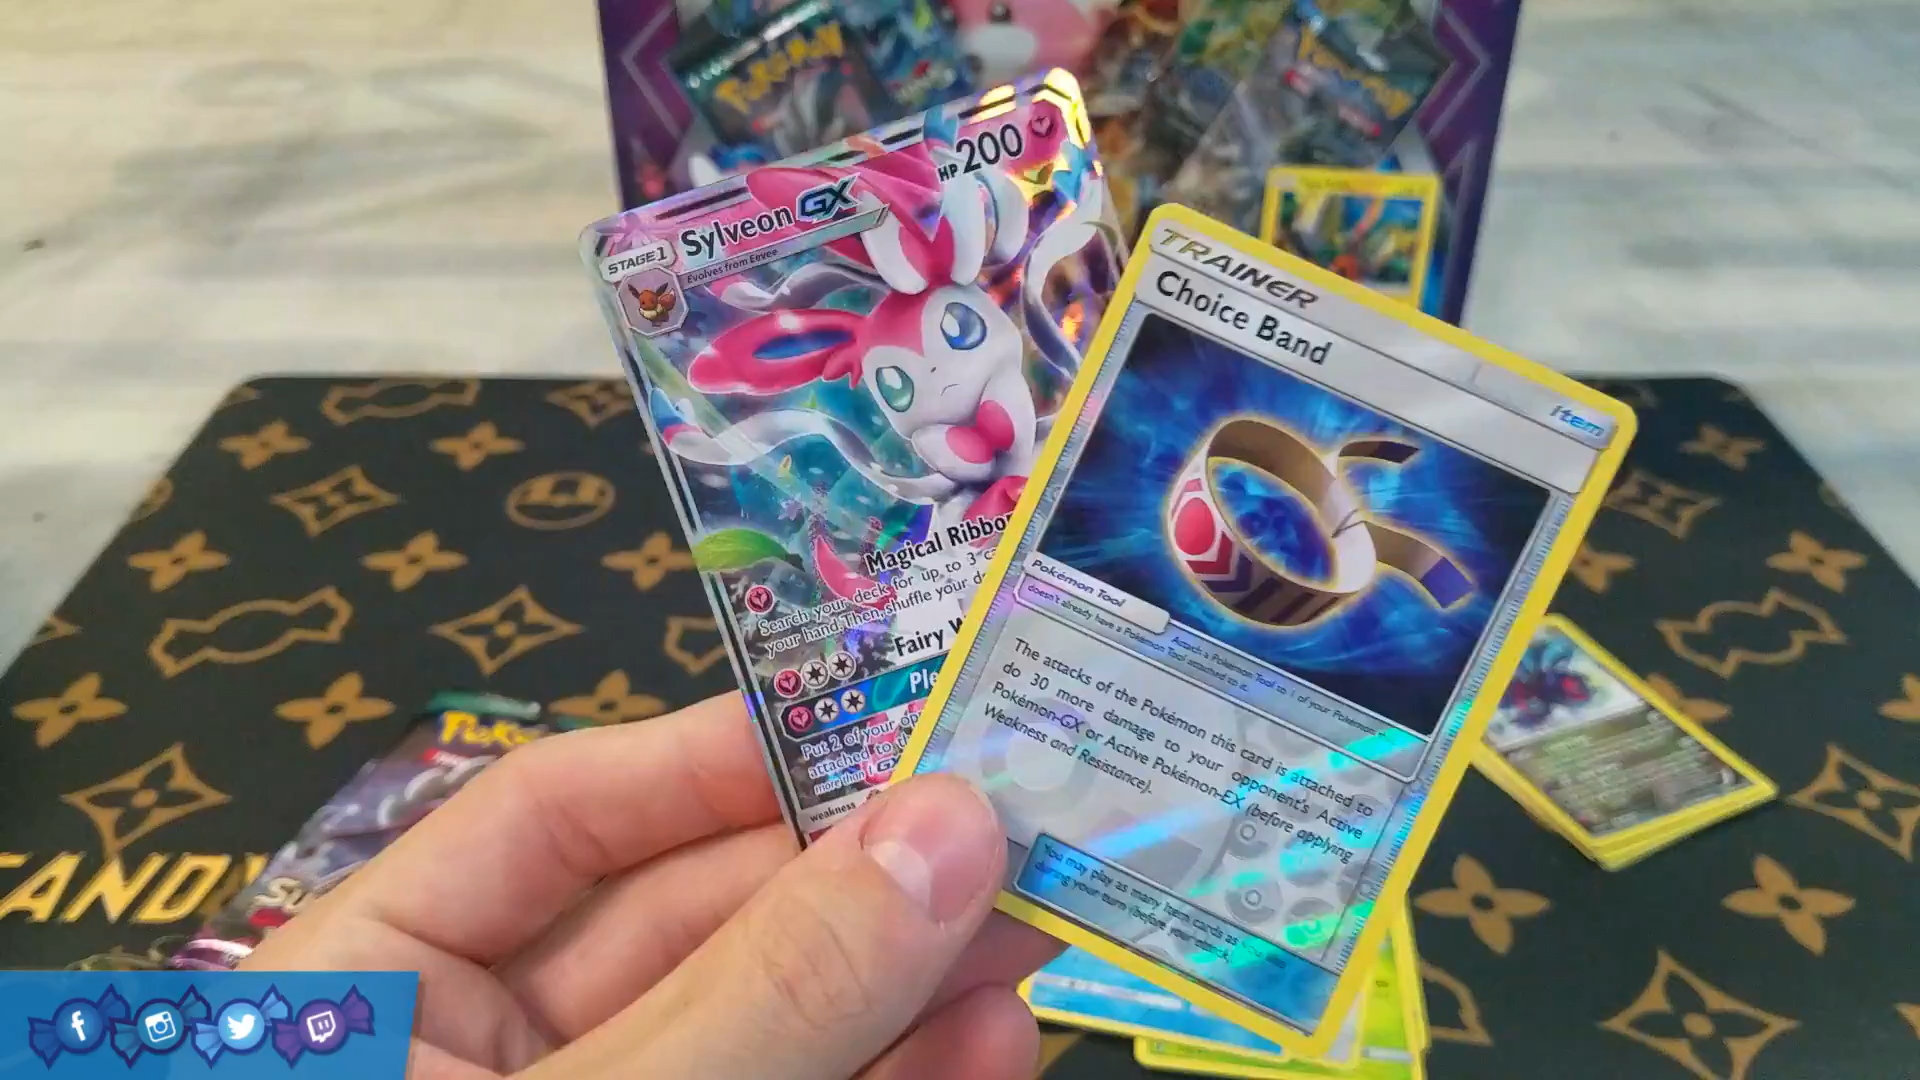 POKÉMON
HP 200
Sylveon GX
STAGE 1
Evolves from Eevee
Magical Ribbon
Search your deck for up to 3 ca
your hand. Then, shuffle your d
Fairy W
Ple
Put 2 of your opp
attached to th
more than 1 GX
weakness
TRAINER
Choice Band
Item
Pokémon Tool
Attach a Pokémon Tool to 1 of your Pokémon that
doesn't already have a Pokémon Tool attached to it.
The attacks of the Pokémon this card is attached to
do 30 more damage to your opponent's Active
Pokémon-GX or Active Pokémon-EX (before applying
Weakness and Resistance).
You may play as many Item cards as you like
during your turn (before your attack).
CANDY